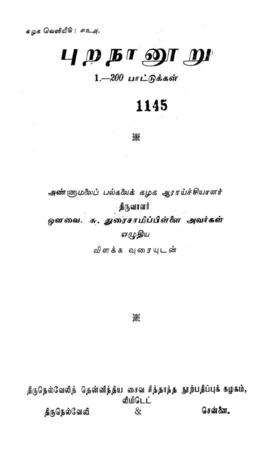 கழக வெளியீடு : ௬௩௮.
புறநானூறு
1.—200 பாட்டுக்கள்
1145
அண்ணாமலைப் பல்கலைக் கழக ஆராய்ச்சியாளர்
திருவாளர்
ஔவை. சு. துரைசாமிப்பிள்ளை அவர்கள்
எழுதிய
விளக்க வுரையுடன்
திருநெல்வேலித் தென்னிந்திய சைவ சித்தாந்த நூற்பதிப்புக் கழகம்,
லிமிடெட்
திருநெல்வேலி & சென்னை.